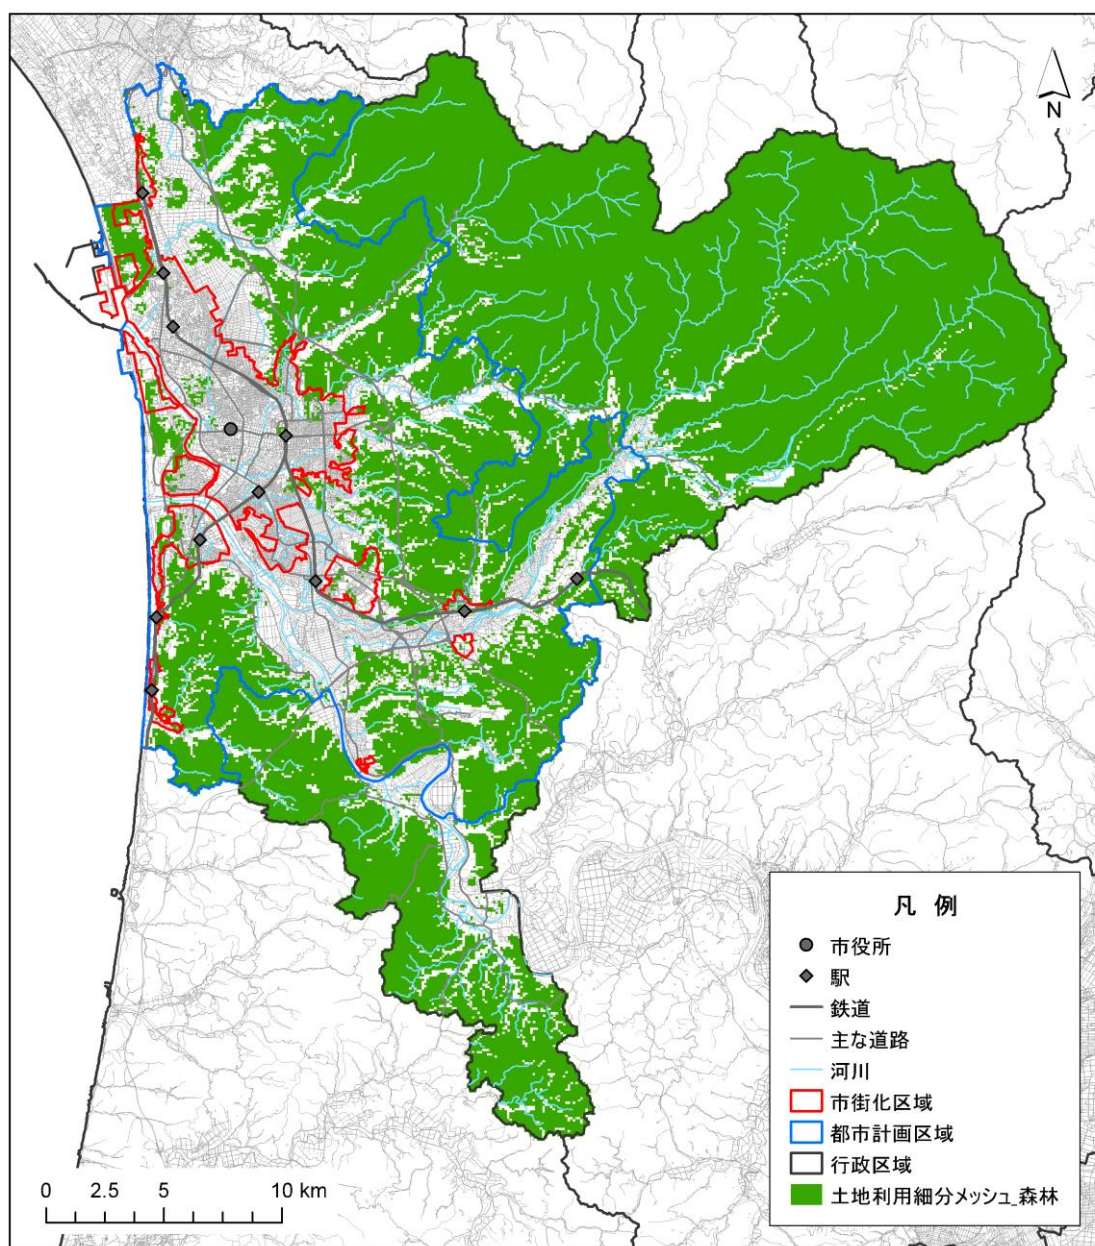 N
凡 例
市役所
駅
鉄道
主な道路
河川
市街化区域
都市計画区域
行政区域
土地利用細分メッシュ_森林
0 2.5 5 10 km